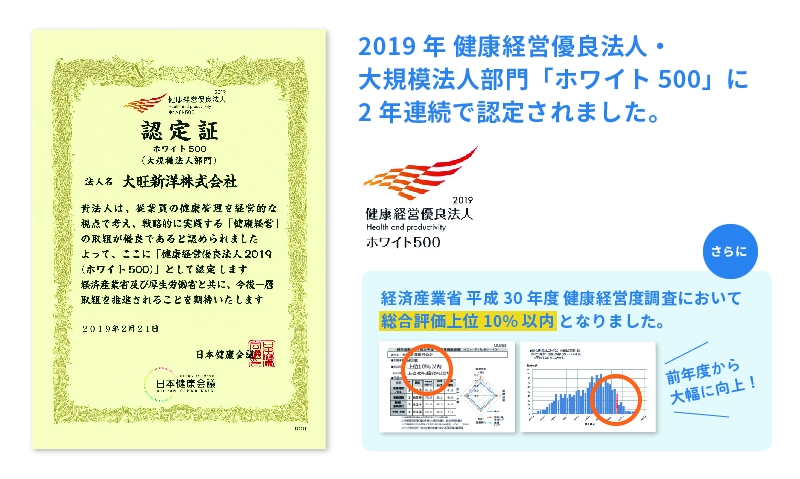 2019
健康経営優良法人
Health and productivity
ホワイト500
認定証
ホワイト500
(大規模法人部門)
法人名 大旺新洋株式会社
貴法人は、従業員の健康管理を経営的な
視点で考え、戦略的に実践する「健康経営」
の取組が優良であると認められました
よって、ここに「健康経営優良法人2019
(ホワイト500)」として認定します
経済産業省及び厚生労働省と共に、今後一層
取組を推進されることを期待いたします
2019年2月21日
日本健康会議
日本健康会議
2019年 健康経営優良法人・
大規模法人部門「ホワイト500」に
2年連続で認定されました。
2019
健康経営優良法人
Health and productivity
ホワイト500
さらに
経済産業省 平成30年度 健康経営度調査において
総合評価上位10%以内となりました。
上位10%以内
前年度から
大幅に向上!